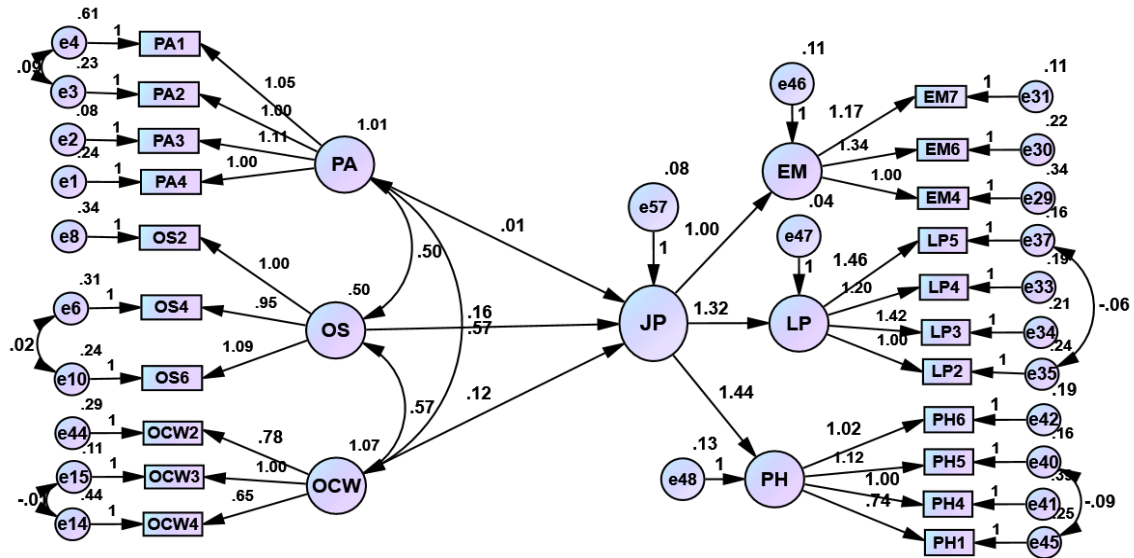 .61
e4 1 PA1
.09
.23
e3 1 PA2
.08
e2 1 PA3
.24
e1 1 PA4
1.05
1.00
1.11
1.00
1.01
PA
.34
e8 1 OS2
.31
e6 1 OS4
.02
.24
e10 1 OS6
1.00
.95
1.09
.50
OS
.29
e44 1 OCW2
.11
e15 1 OCW3
.44
e14 1 OCW4
.78
1.00
.65
1.07
OCW
.50
.57
.57
.01
.16
.12
.08
e57
1
JP
1.00
1.32
1.44
.11
e46
1
EM
.04
e47
1
LP
.13
e48 1 PH
1.17
1.34
1.00
.11
EM7 1 e31
.22
EM6 1 e30
.34
EM4 1 e29
1.46
1.20
1.42
1.00
.16
LP5 1 e37
.19
LP4 1 e33
.21
LP3 1 e34
.24
LP2 1 e35
-.06
1.02
1.12
1.00
.74
.19
PH6 1 e42
.16
PH5 1 e40
PH4 1 e41
.25
PH1 1 e45
-.09